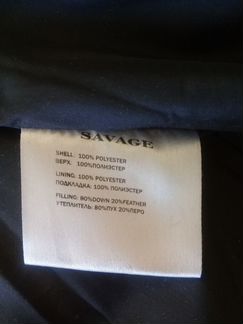 SAVAGE
SHELL: 100% POLYESTER
ВЕРХ: 100%ПОЛИЭСТЕР
LINING: 100% POLYESTER
ПОДКЛАДКА: 100% ПОЛИЭСТЕР
FILLING: 80%DOWN 20%FEATHER
УТЕПЛИТЕЛЬ: 80%ПУХ 20%ПЕРО